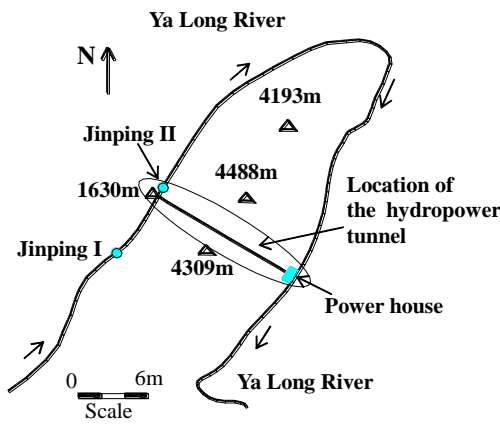 Ya Long River
N
4193m
Jinping II
4488m
1630m
Location of
the hydropower
tunnel
Jinping I
4309m
Power house
0 6m
Scale
Ya Long River